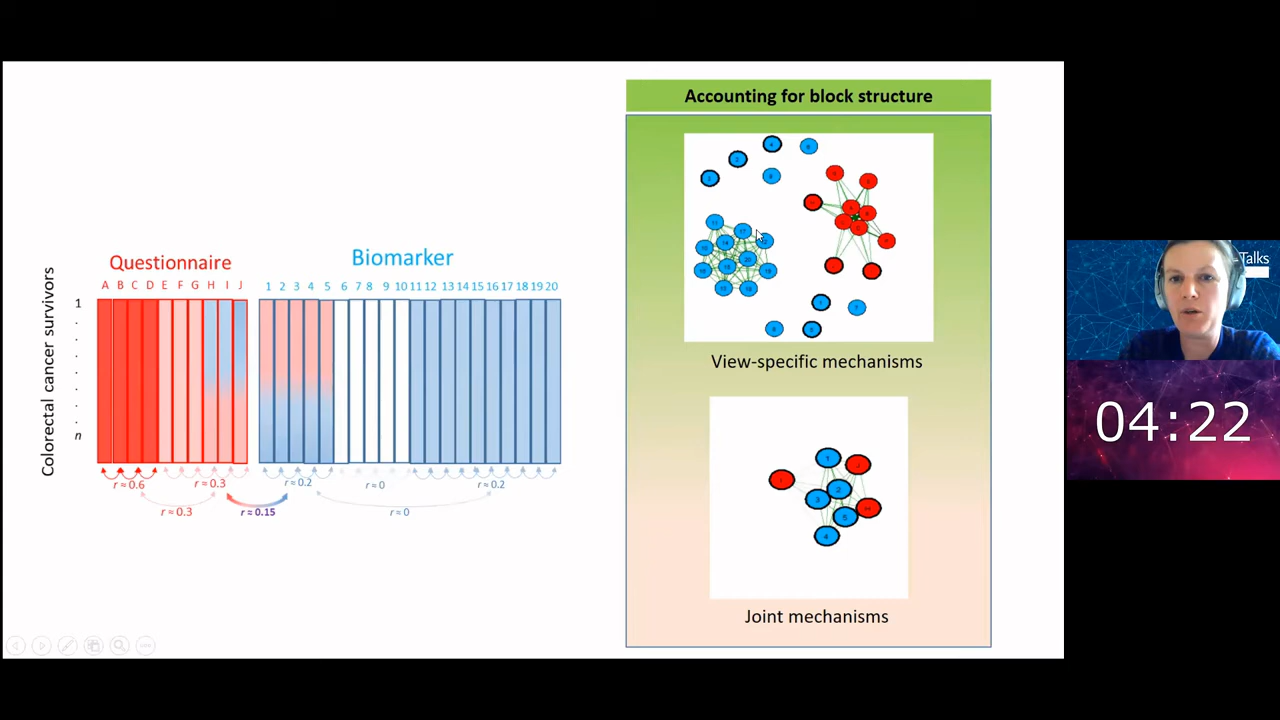 Accounting for block structure
Questionnaire
Biomarker
A B C D E F G H I J
1 2 3 4 5 6 7 8 9 10 11 12 13 14 15 16 17 18 19 20
Colorectal cancer survivors
1
n
r ≈ 0.6
r ≈ 0.3
r ≈ 0.2
r ≈ 0
r ≈ 0.2
r ≈ 0.3
r ≈ 0.15
r ≈ 0
View-specific mechanisms
Joint mechanisms
-Talks
04:22